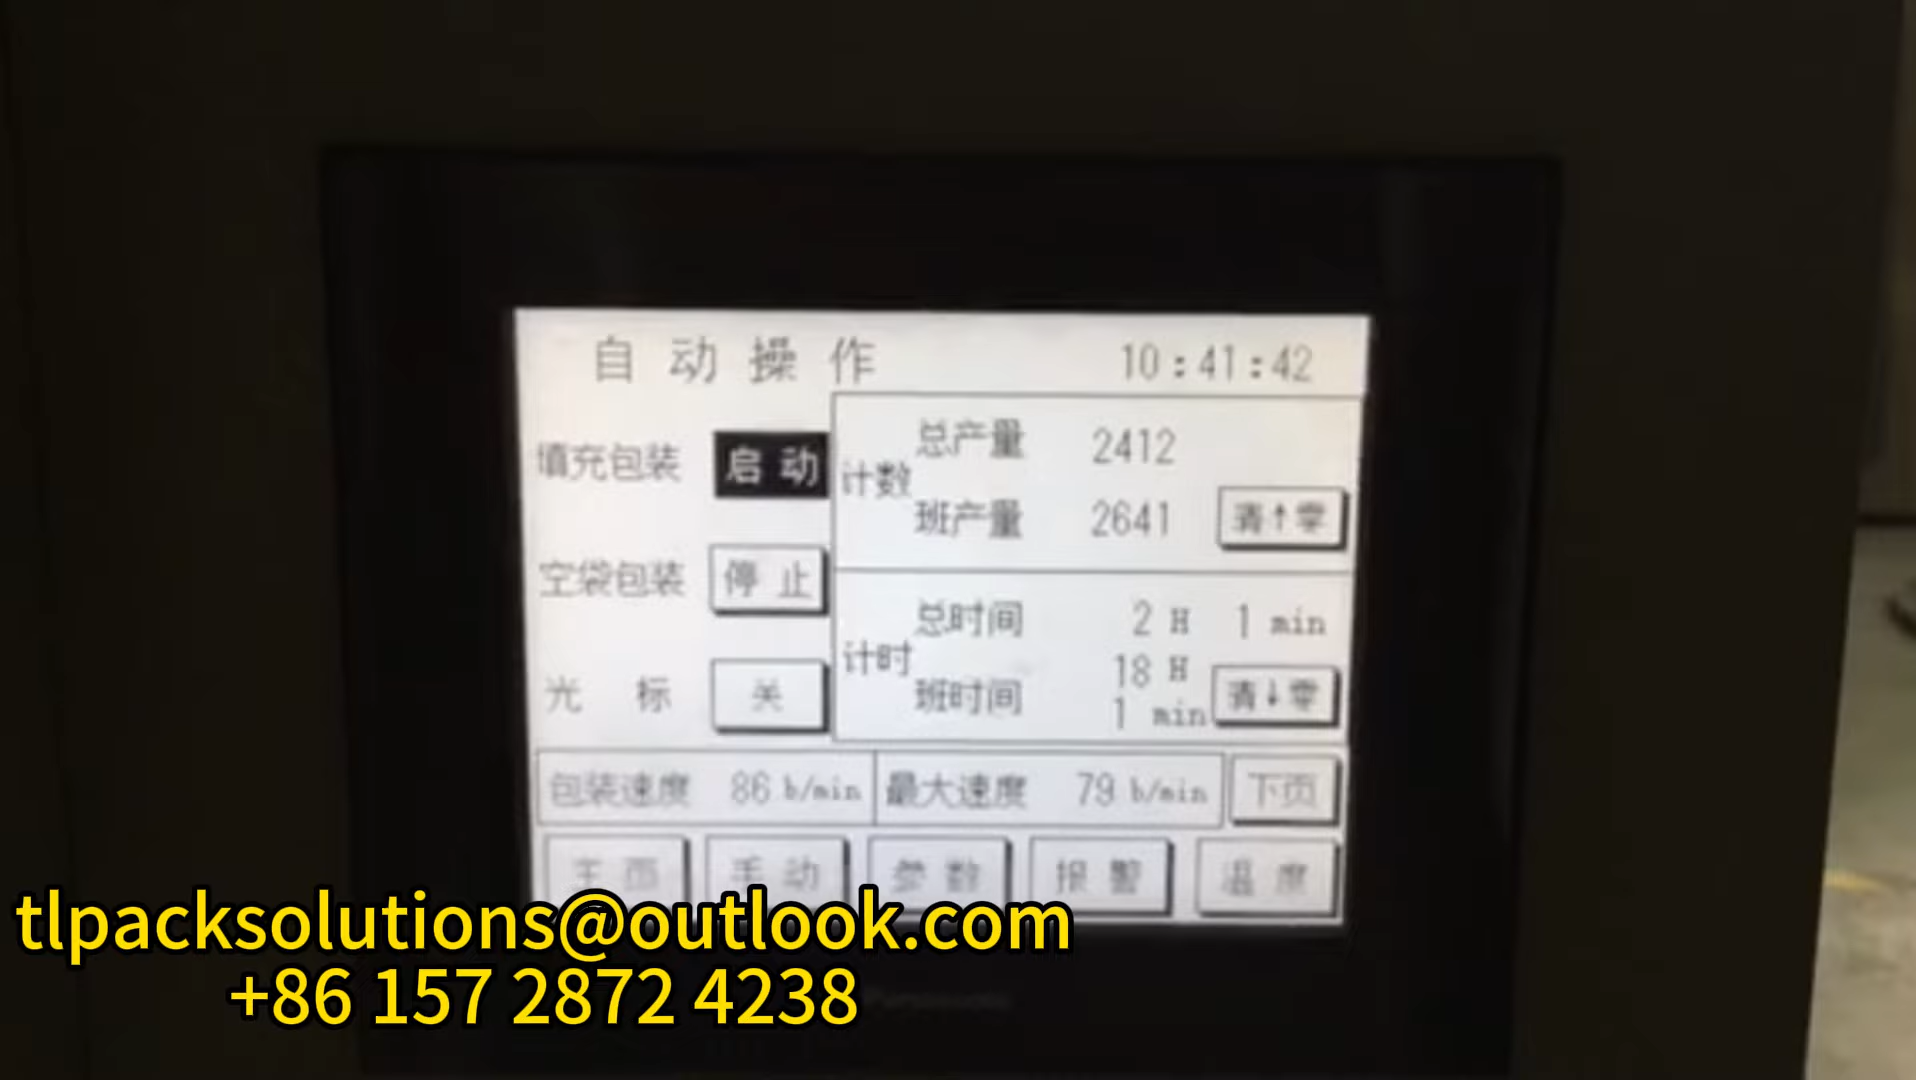 自动操作 10:41:42
填充包装 启动
计数
总产量 2412
班产量 2641 清↑零
空袋包装 停止
计时
总时间 2 H 1 min
班时间 18 H 1 min 清↓零
光标 关
包装速度 86 b/min 最大速度 79 b/min 下页
主画 手动 参数 报警 温度
tlpacksolutions@outlook.com
+86 157 2872 4238
Panasonic